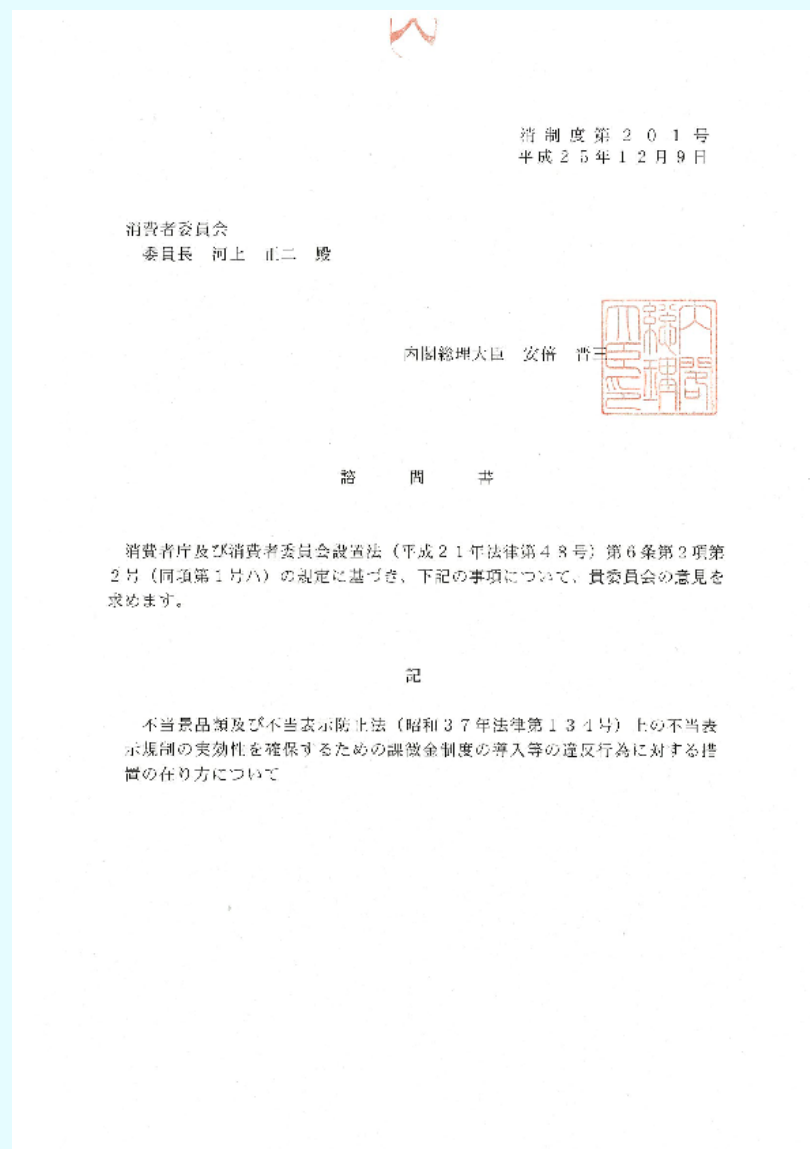 消制度第２０１号
平成２５年１２月９日
消費者委員会
委員長　河上　正二　殿
内閣総理大臣　安倍　晋三
内閣総理大臣印
諮　問　書
消費者庁及び消費者委員会設置法（平成２１年法律第４８号）第６条第２項第
２号（同項第１号ハ）の規定に基づき、下記の事項について、貴委員会の意見を
求めます。
記
不当景品類及び不当表示防止法（昭和３７年法律第１３４号）上の不当表
示規制の実効性を確保するための課徴金制度の導入等の違反行為に対する措
置の在り方について